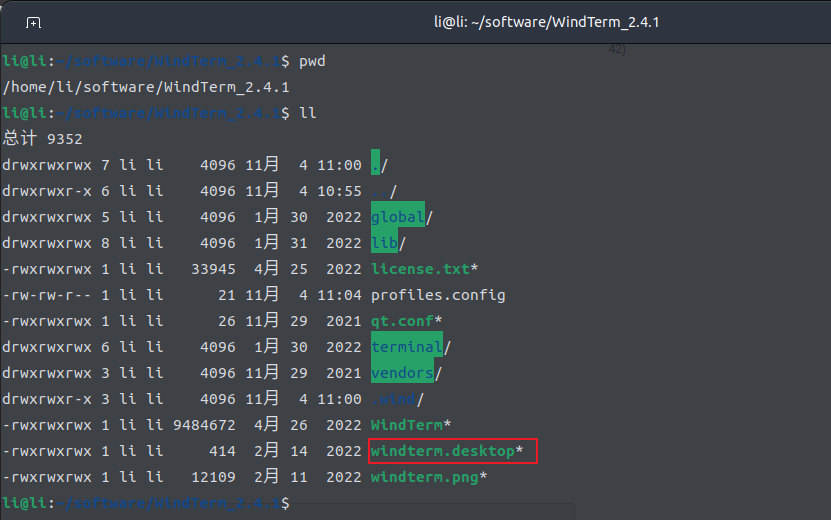 li@li: ~/software/WindTerm_2.4.1
42)
li@li:~/software/WindTerm_2.4.1$ pwd
/home/li/software/WindTerm_2.4.1
li@li:~/software/WindTerm_2.4.1$ ll
总计 9352
drwxrwxrwx 7 li li    4096 11月  4 11:00 ./
drwxrwxr-x 6 li li    4096 11月  4 10:55 ../
drwxrwxrwx 5 li li    4096  1月 30  2022 global/
drwxrwxrwx 8 li li    4096  1月 31  2022 lib/
-rwxrwxrwx 1 li li   33945  4月 25  2022 license.txt*
-rw-rw-r-- 1 li li      21 11月  4 11:04 profiles.config
-rwxrwxrwx 1 li li      26 11月 29  2021 qt.conf*
drwxrwxrwx 6 li li    4096  1月 30  2022 terminal/
drwxrwxrwx 3 li li    4096 11月 29  2021 vendors/
drwxrwxr-x 3 li li    4096 11月  4 11:00 .wind/
-rwxrwxrwx 1 li li 9484672  4月 26  2022 WindTerm*
-rwxrwxrwx 1 li li     414  2月 14  2022 windterm.desktop*
-rwxrwxrwx 1 li li   12109  2月 11  2022 windterm.png*
li@li:~/software/WindTerm_2.4.1$